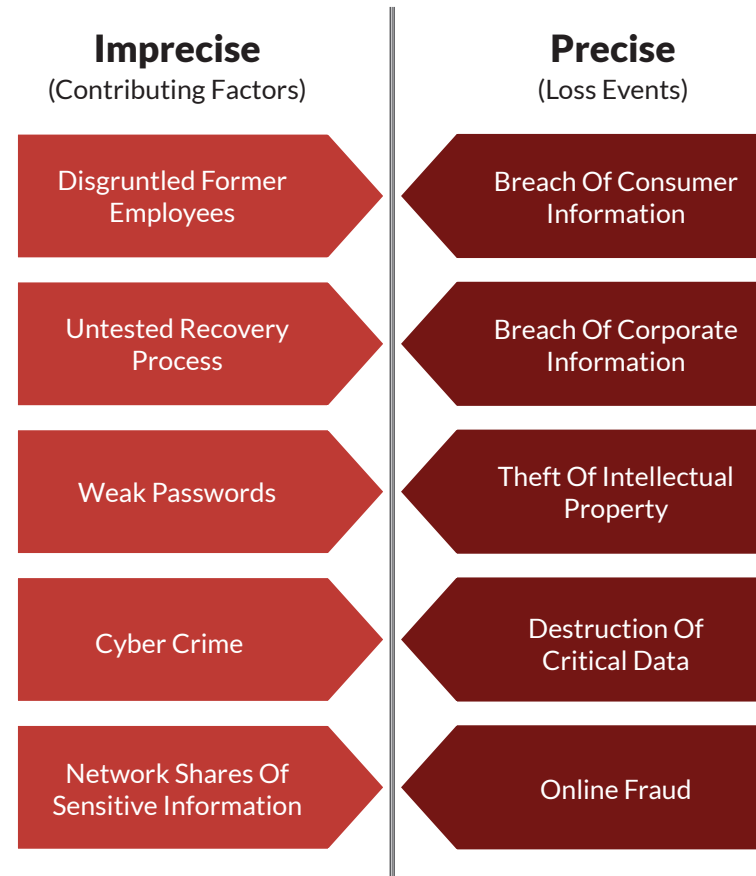 Imprecise
(Contributing Factors)
Disgruntled Former
Employees
Untested Recovery
Process
Weak Passwords
Cyber Crime
Network Shares Of
Sensitive Information
Precise
(Loss Events)
Breach Of Consumer
Information
Breach Of Corporate
Information
Theft Of Intellectual
Property
Destruction Of
Critical Data
Online Fraud